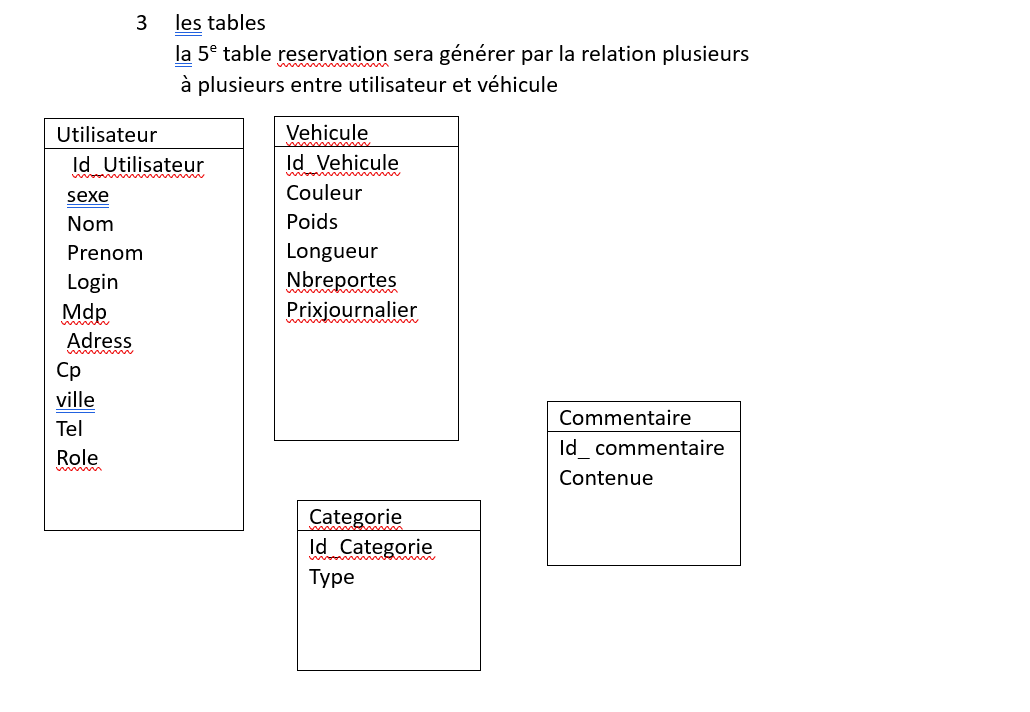 3 les tables
la 5e table reservation sera générer par la relation plusieurs
à plusieurs entre utilisateur et véhicule
Utilisateur
Id_Utilisateur
sexe
Nom
Prenom
Login
Mdp
Adress
Cp
ville
Tel
Role
Vehicule
Id_Vehicule
Couleur
Poids
Longueur
Nbreportes
Prixjournalier
Commentaire
Id_ commentaire
Contenue
Categorie
Id_Categorie
Type